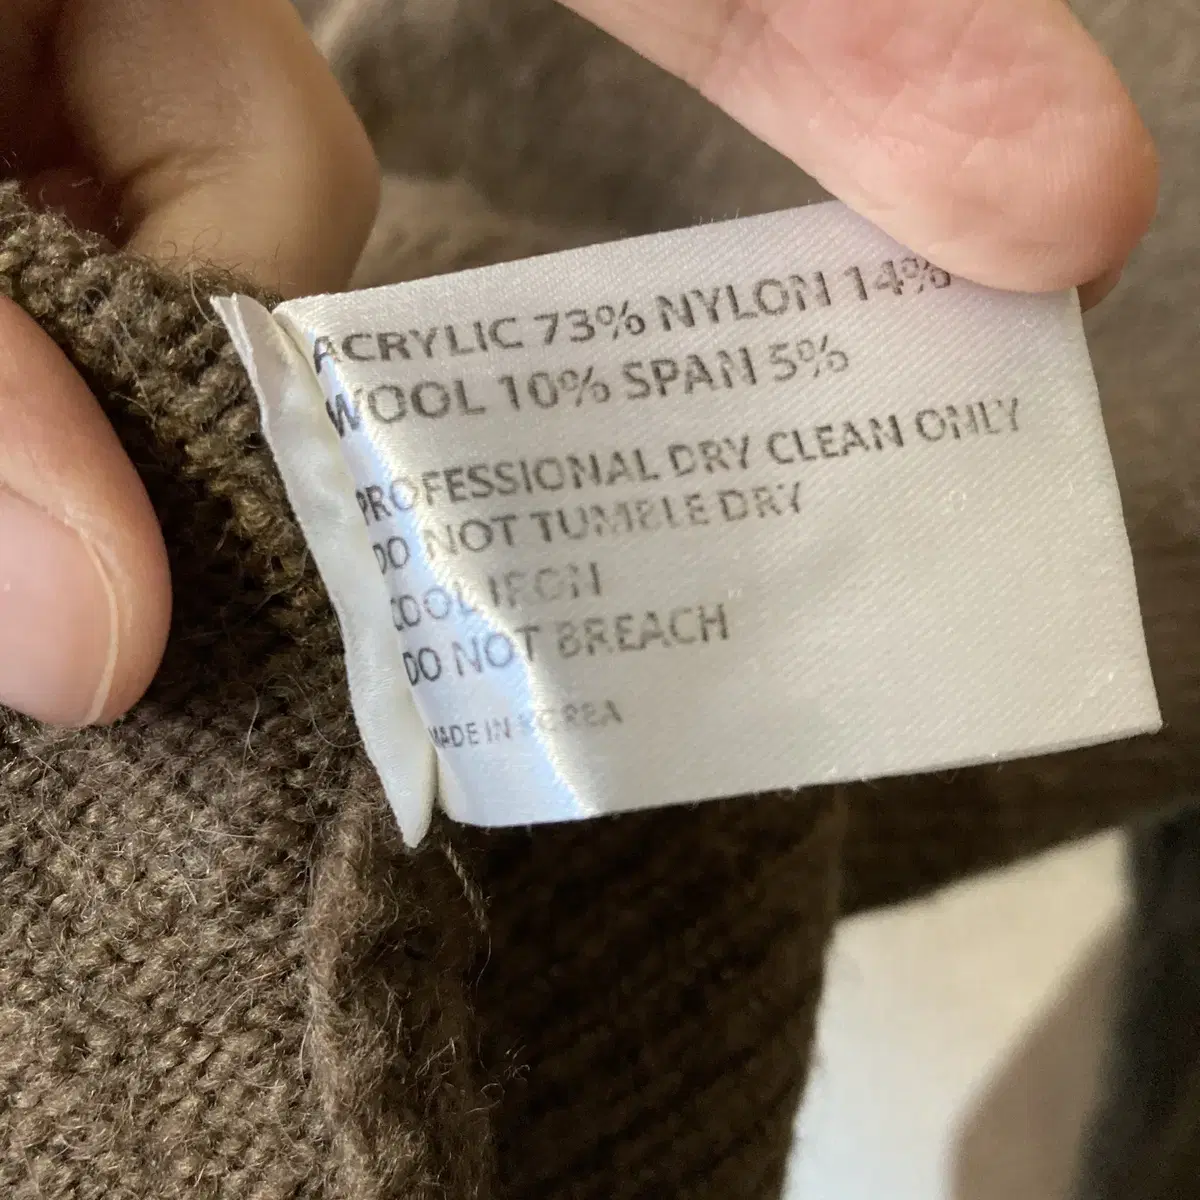 ACRYLIC 73% NYLON 14%
WOOL 10% SPAN 5%
PROFESSIONAL DRY CLEAN ONLY
DO NOT TUMBLE DRY
COOL IRON
DO NOT BREACH
MADE IN KOREA